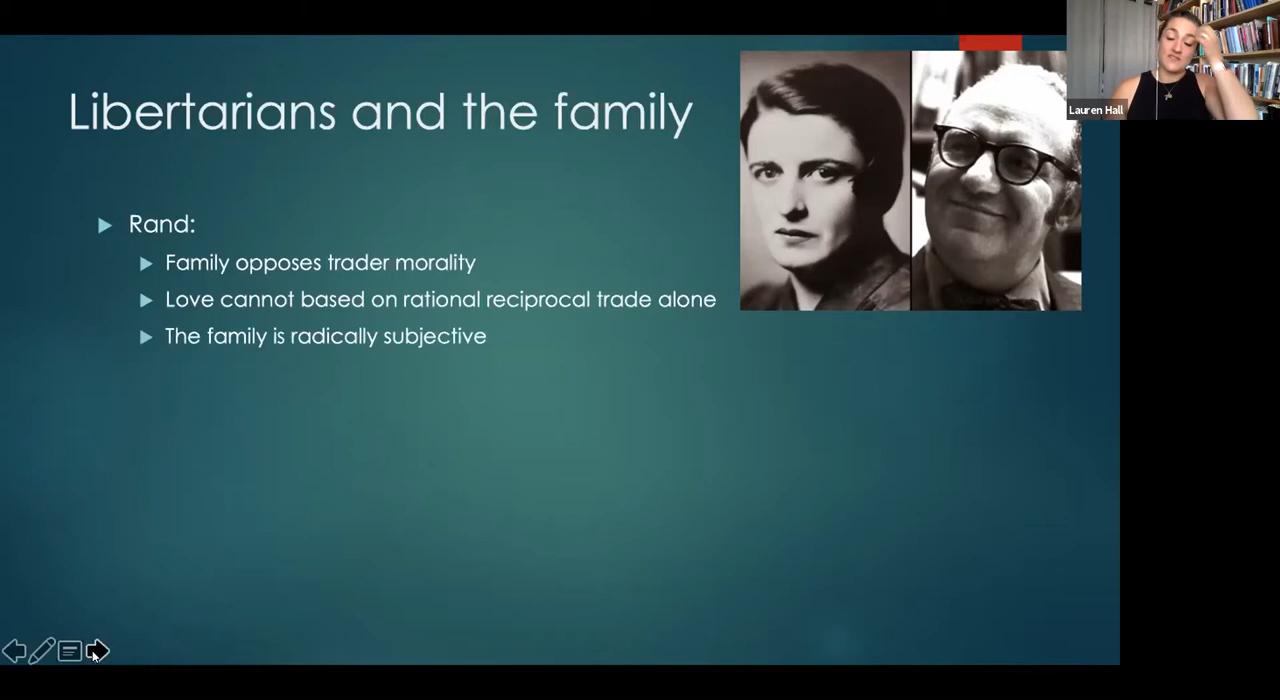 Libertarians and the family
Lauren Hall
Rand:
Family opposes trader morality
Love cannot based on rational reciprocal trade alone
The family is radically subjective